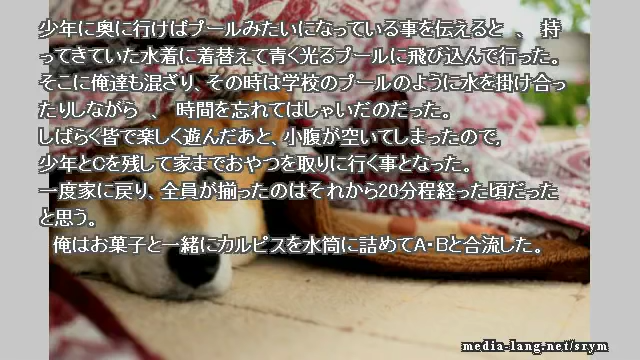 少年に奥に行けばプールみたいになっている事を伝えると 、 持
ってきていた水着に着替えて青く光るプールに飛び込んで行った。
そこに俺達も混ざり、その時は学校のプールのように水を掛け合っ
たりしながら 、 時間を忘れてはしゃいだのだった。
しばらく皆で楽しく遊んだあと、小腹が空いてしまったので,
少年とCを残して家までおやつを取りに行く事となった。
一度家に戻り、全員が揃ったのはそれから20分程経った頃だった
と思う。
俺はお菓子と一緒にカルピスを水筒に詰めてA・Bと合流した。
media-lang.net/srym